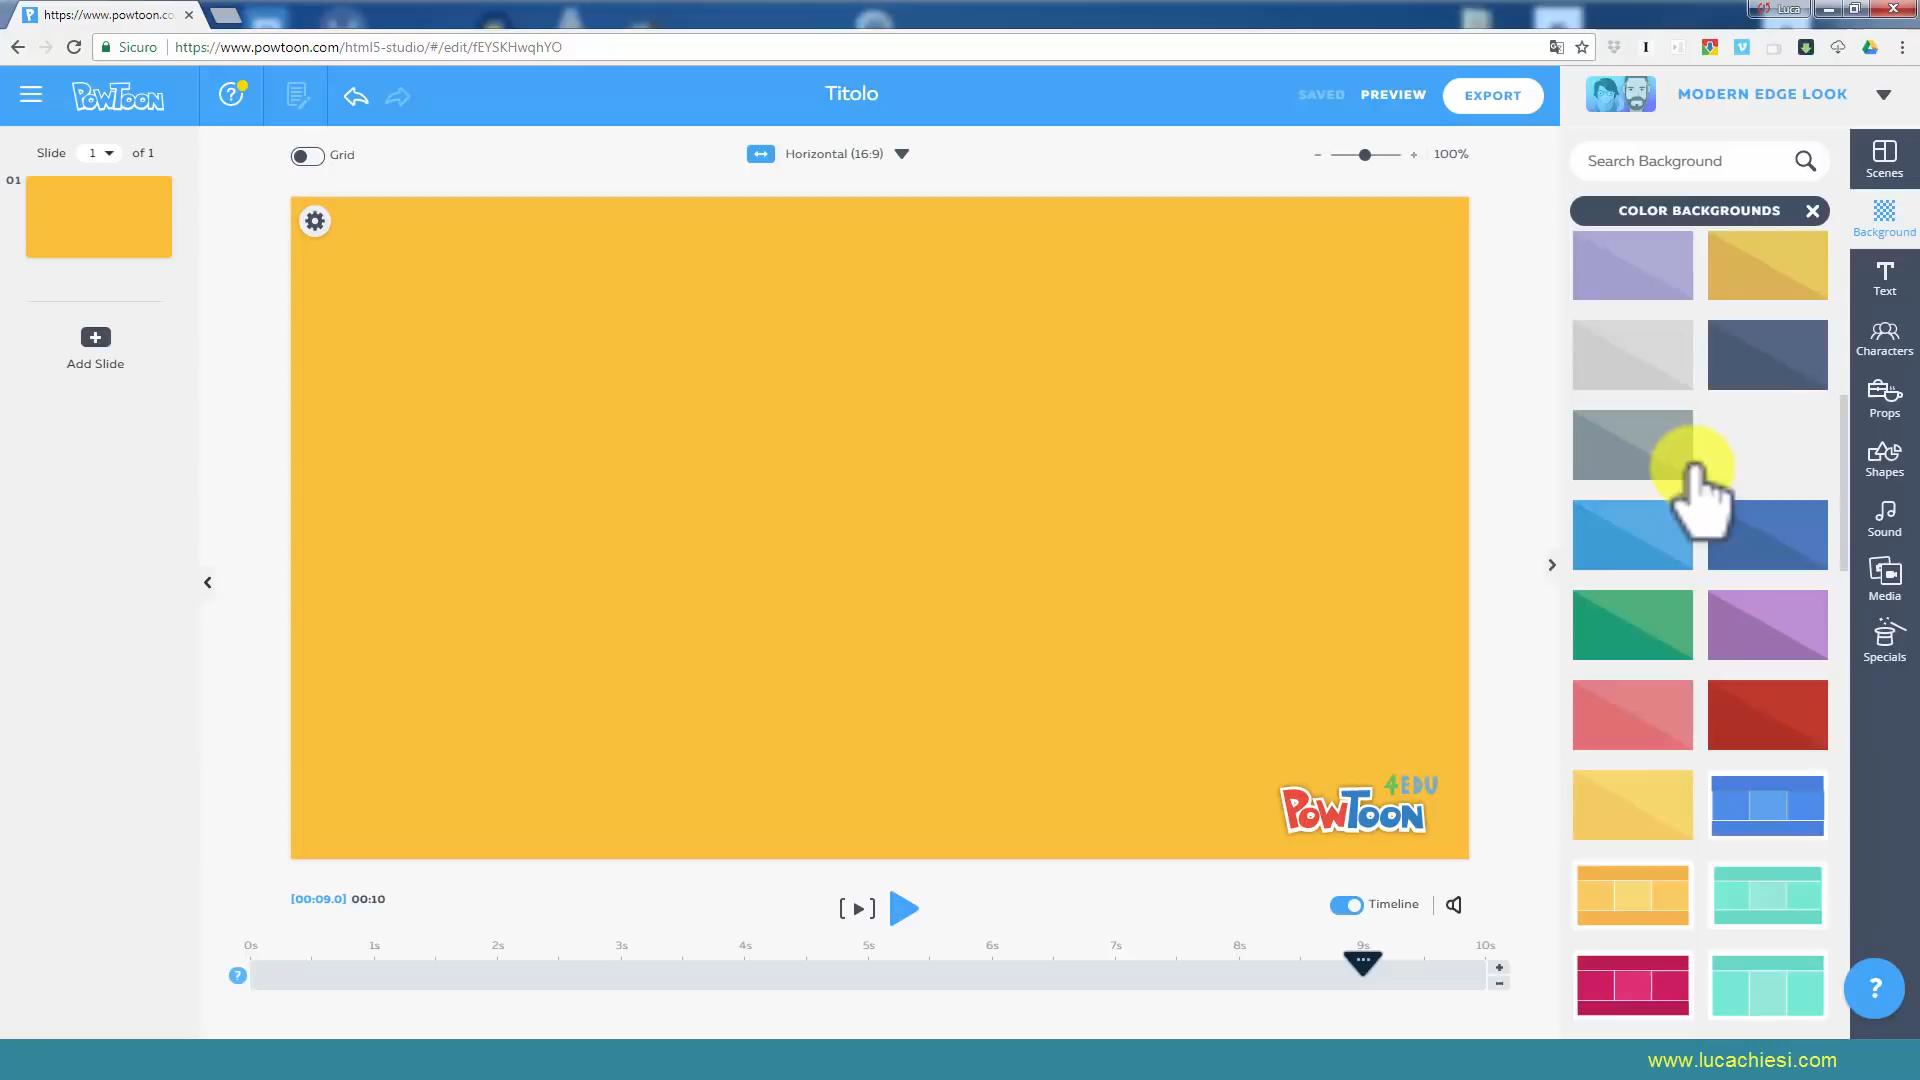 https://www.powtoon.co
Luca
Sicuro https://www.powtoon.com/html5-studio/#/edit/fEYSKHwqhYO
POWTOON
?
Titolo
SAVED
PREVIEW
EXPORT
MODERN EDGE LOOK
Slide 1 of 1
Grid
Horizontal (16:9)
- + 100%
Search Background
01
COLOR BACKGROUNDS
Scenes
Background
Text
Characters
Props
Shapes
Sound
Media
Specials
Add Slide
4EDU
POWTOON
[00:09.0] 00:10
Timeline
0s 1s 2s 3s 4s 5s 6s 7s 8s 9s 10s
?
+
-
?
www.lucachiesi.com